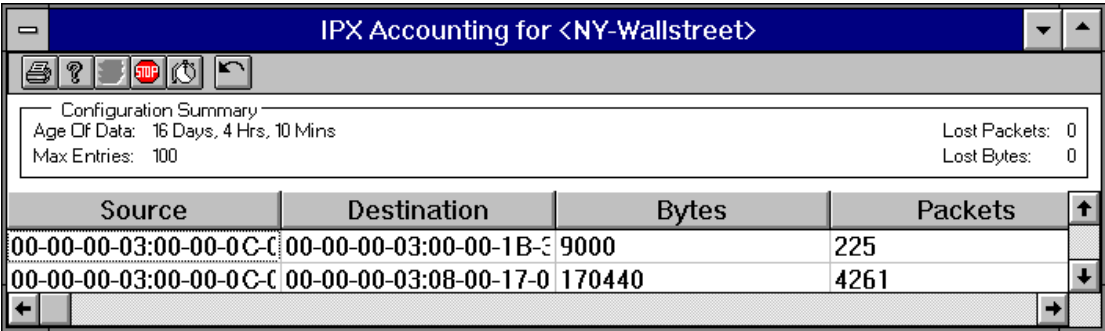 IPX Accounting for <NY-Wallstreet>
STOP
Configuration Summary
Age Of Data: 16 Days, 4 Hrs, 10 Mins Lost Packets: 0
Max Entries: 100 Lost Bytes: 0
Source Destination Bytes Packets
00-00-00-03:00-00-0C- 00-00-00-03:00-00-1B- 9000 225
00-00-00-03:00-00-0C- 00-00-00-03:08-00-17-0 170440 4261